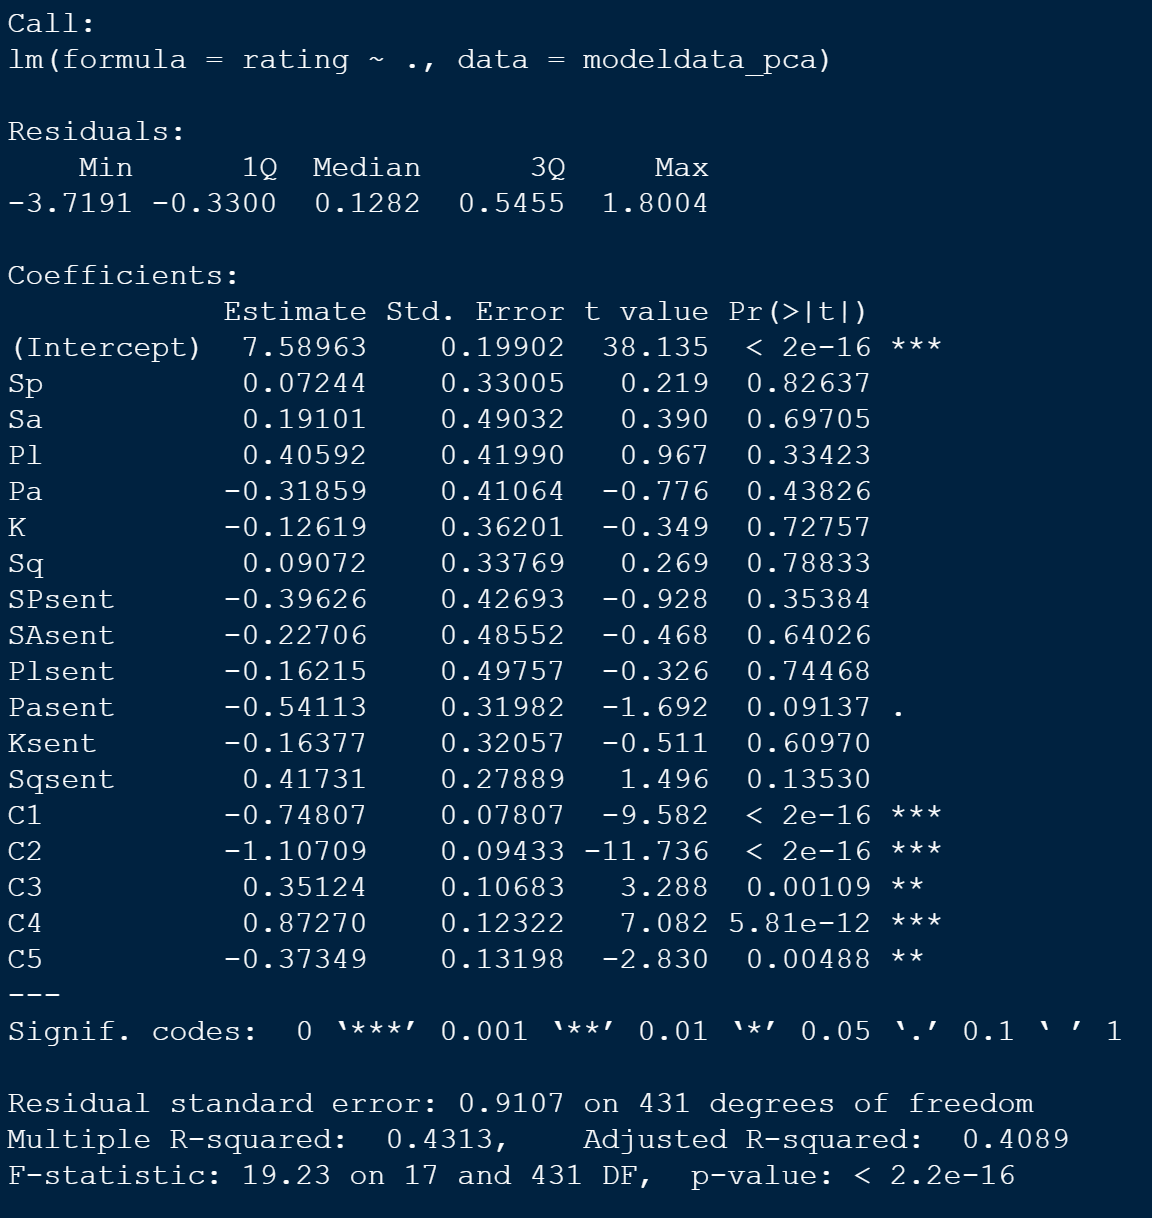 Call:
lm(formula = rating ~ ., data = modeldata_pca)
Residuals:
    Min      1Q  Median      3Q     Max
-3.7191 -0.3300  0.1282  0.5455  1.8004
Coefficients:
            Estimate Std. Error t value Pr(>|t|)
(Intercept)  7.58963    0.19902  38.135  < 2e-16 ***
Sp           0.07244    0.33005   0.219  0.82637
Sa           0.19101    0.49032   0.390  0.69705
Pl           0.40592    0.41990   0.967  0.33423
Pa          -0.31859    0.41064  -0.776  0.43826
K           -0.12619    0.36201  -0.349  0.72757
Sq           0.09072    0.33769   0.269  0.78833
SPsent      -0.39626    0.42693  -0.928  0.35384
SAsent      -0.22706    0.48552  -0.468  0.64026
Plsent      -0.16215    0.49757  -0.326  0.74468
Pasent      -0.54113    0.31982  -1.692  0.09137 .
Ksent       -0.16377    0.32057  -0.511  0.60970
Sqsent       0.41731    0.27889   1.496  0.13530
C1          -0.74807    0.07807  -9.582  < 2e-16 ***
C2          -1.10709    0.09433 -11.736  < 2e-16 ***
C3           0.35124    0.10683   3.288  0.00109 **
C4           0.87270    0.12322   7.082 5.81e-12 ***
C5          -0.37349    0.13198  -2.830  0.00488 **
---
Signif. codes:  0 ‘***’ 0.001 ‘**’ 0.01 ‘*’ 0.05 ‘.’ 0.1 ‘ ’ 1
Residual standard error: 0.9107 on 431 degrees of freedom
Multiple R-squared:  0.4313,    Adjusted R-squared:  0.4089
F-statistic: 19.23 on 17 and 431 DF,  p-value: < 2.2e-16